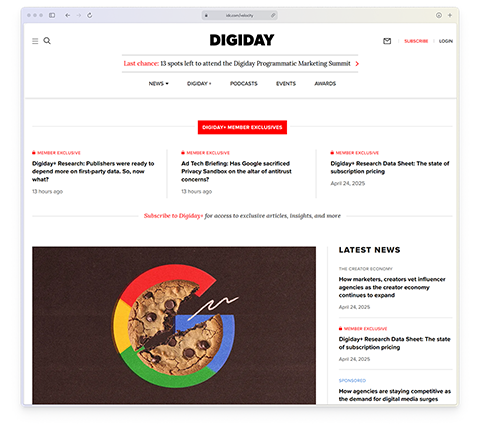 DIGIDAY
SUBSCRIBE
LOGIN
Last chance: 13 spots left to attend the Digiday Programmatic Marketing Summit
NEWS
DIGIDAY +
PODCASTS
EVENTS
AWARDS
DIGIDAY+ MEMBER EXCLUSIVES
MEMBER EXCLUSIVE
Digiday+ Research: Publishers were ready to
depend more on first-party data. So, now
what?
13 hours ago
MEMBER EXCLUSIVE
Ad Tech Briefing: Has Google sacrificed
Privacy Sandbox on the altar of antitrust
concerns?
13 hours ago
MEMBER EXCLUSIVE
Digiday+ Research Data Sheet: The state of
subscription pricing
April 24, 2025
Subscribe to Digiday+ for access to exclusive articles, insights, and more
LATEST NEWS
THE CREATOR ECONOMY
How marketers, creators vet influencer
agencies as the creator economy
continues to expand
April 24, 2025
MEMBER EXCLUSIVE
Digiday+ Research Data Sheet: The state
of subscription pricing
April 24, 2025
SPONSORED
How agencies are staying competitive as
the demand for digital media surges